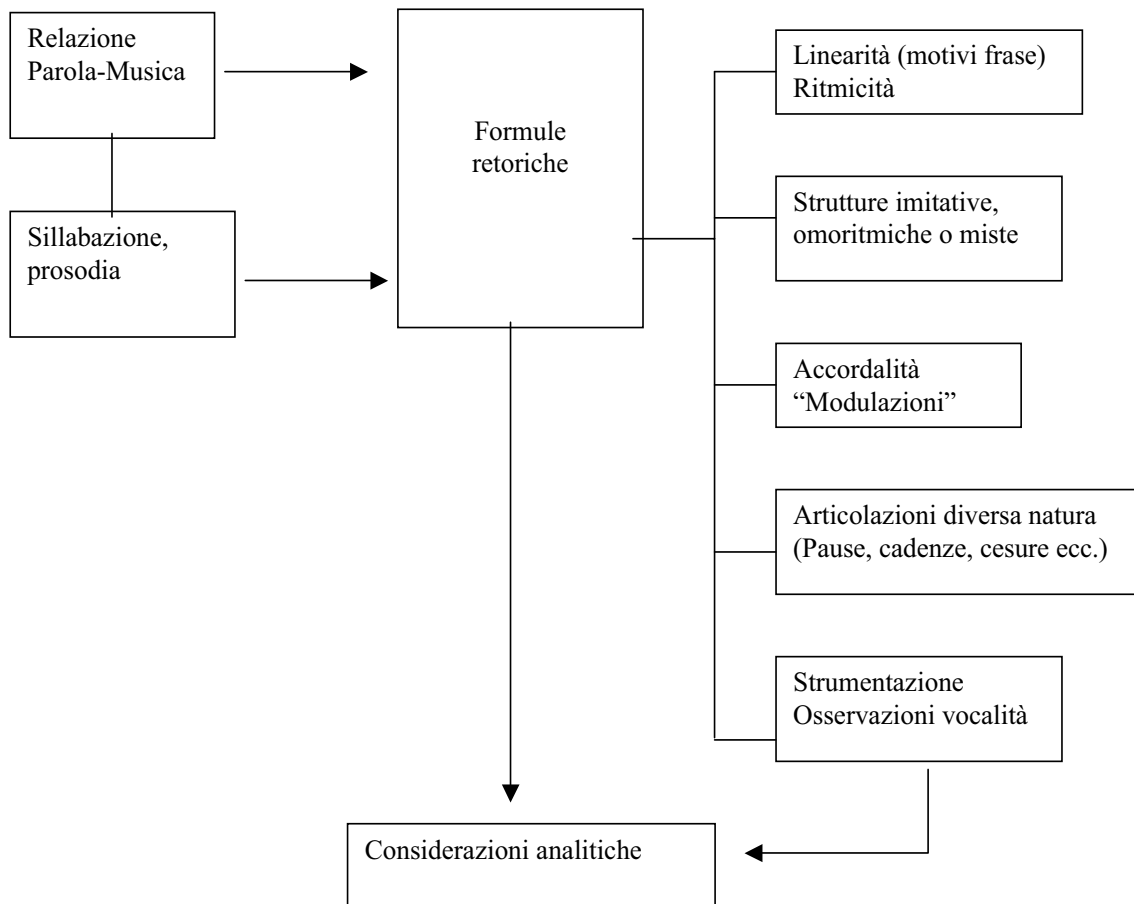 Relazione
Parola-Musica
Sillabazione,
prosodia
Formule
retoriche
Linearità (motivi frase)
Ritmicità
Strutture imitative,
omoritmiche o miste
Accordalità
“Modulazioni”
Articolazioni diversa natura
(Pause, cadenze, cesure ecc.)
Strumentazione
Osservazioni vocalità
Considerazioni analitiche